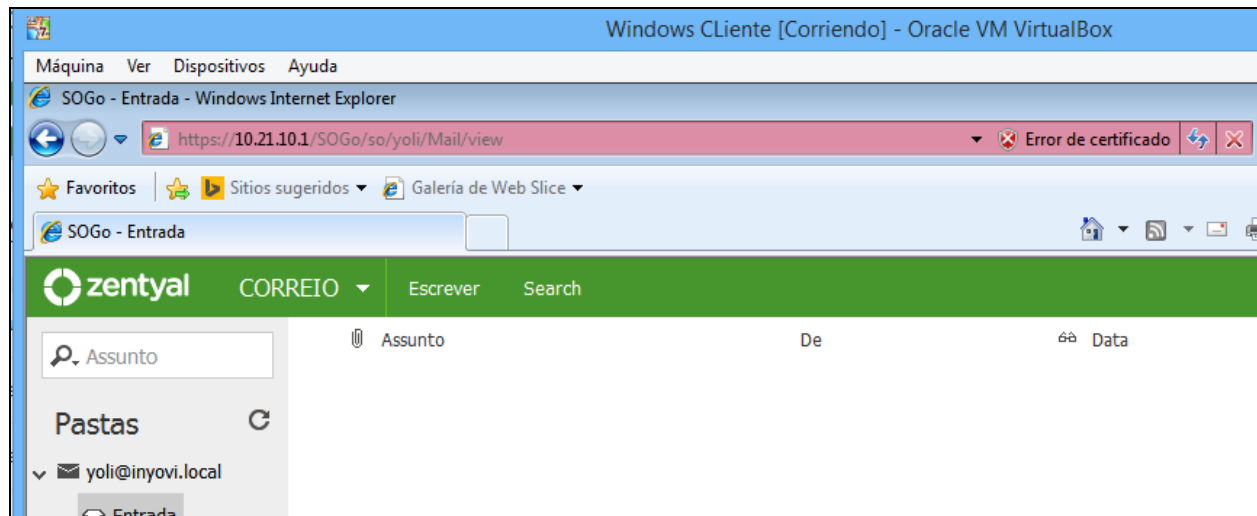 Windows CLiente [Corriendo] - Oracle VM VirtualBox
Máquina Ver Dispositivos Ayuda
SOGo - Entrada - Windows Internet Explorer
https://10.21.10.1/SOGo/so/yoli/Mail/view Error de certificado
Favoritos Sitios sugeridos Galería de Web Slice
SOGo - Entrada
zentyal CORREIO Escrever Search
Assunto Assunto De Data
Pastas
yoli@inyovi.local
Entrada